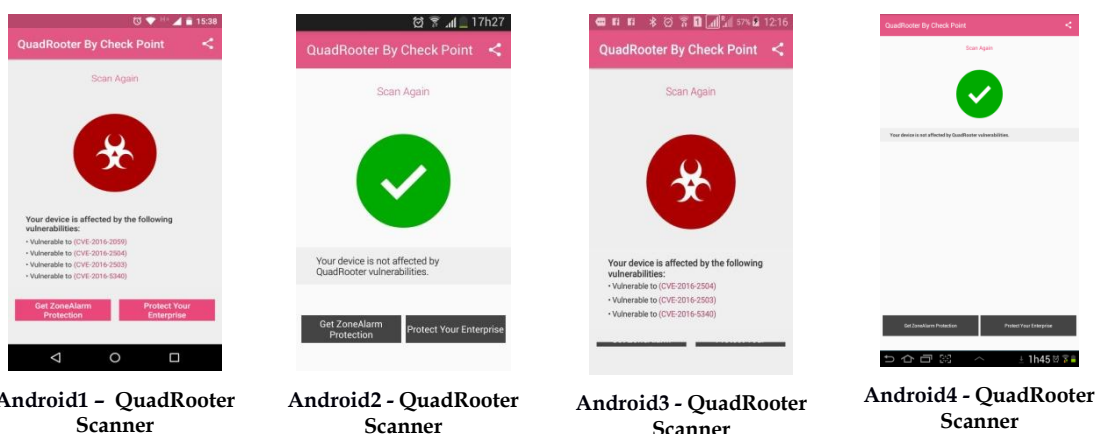 15:38
QuadRooter By Check Point
Scan Again
Your device is affected by the following
vulnerabilities:
• Vulnerable to (CVE-2016-2059)
• Vulnerable to (CVE-2016-2504)
• Vulnerable to (CVE-2016-2503)
• Vulnerable to (CVE-2016-5340)
Get ZoneAlarm
Protection
Protect Your
Enterprise
Android1 – QuadRooter
Scanner
17h27
QuadRooter By Check Point
Scan Again
Your device is not affected by
QuadRooter vulnerabilities.
Get ZoneAlarm
Protection
Protect Your Enterprise
Android2 - QuadRooter
Scanner
57% 12:16
QuadRooter By Check Point
Scan Again
Your device is affected by the following
vulnerabilities:
• Vulnerable to (CVE-2016-2504)
• Vulnerable to (CVE-2016-2503)
• Vulnerable to (CVE-2016-5340)
Android3 - QuadRooter
Scanner
QuadRooter By Check Point
Scan Again
Your device is not affected by QuadRooter vulnerabilities.
Get ZoneAlarm Protection
Protect Your Enterprise
1h45
Android4 - QuadRooter
Scanner